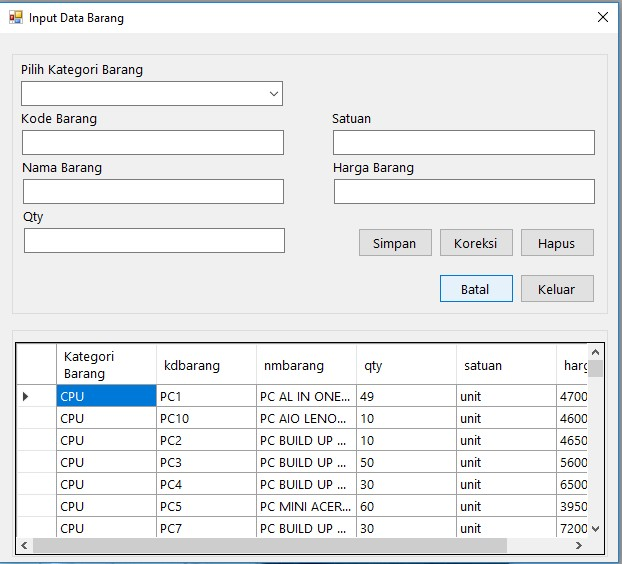 Input Data Barang
Pilih Kategori Barang
Kode Barang
Satuan
Nama Barang
Harga Barang
Qty
Simpan Koreksi Hapus
Batal Keluar
Kategori Barang kdbarang nmbarang qty satuan harg
CPU PC1 PC AL IN ONE... 49 unit 4700
CPU PC10 PC AIO LENO... 10 unit 4600
CPU PC2 PC BUILD UP ... 10 unit 4650
CPU PC3 PC BUILD UP ... 50 unit 5600
CPU PC4 PC BUILD UP ... 30 unit 6500
CPU PC5 PC MINI ACER... 60 unit 3950
CPU PC7 PC BUILD UP ... 30 unit 7200